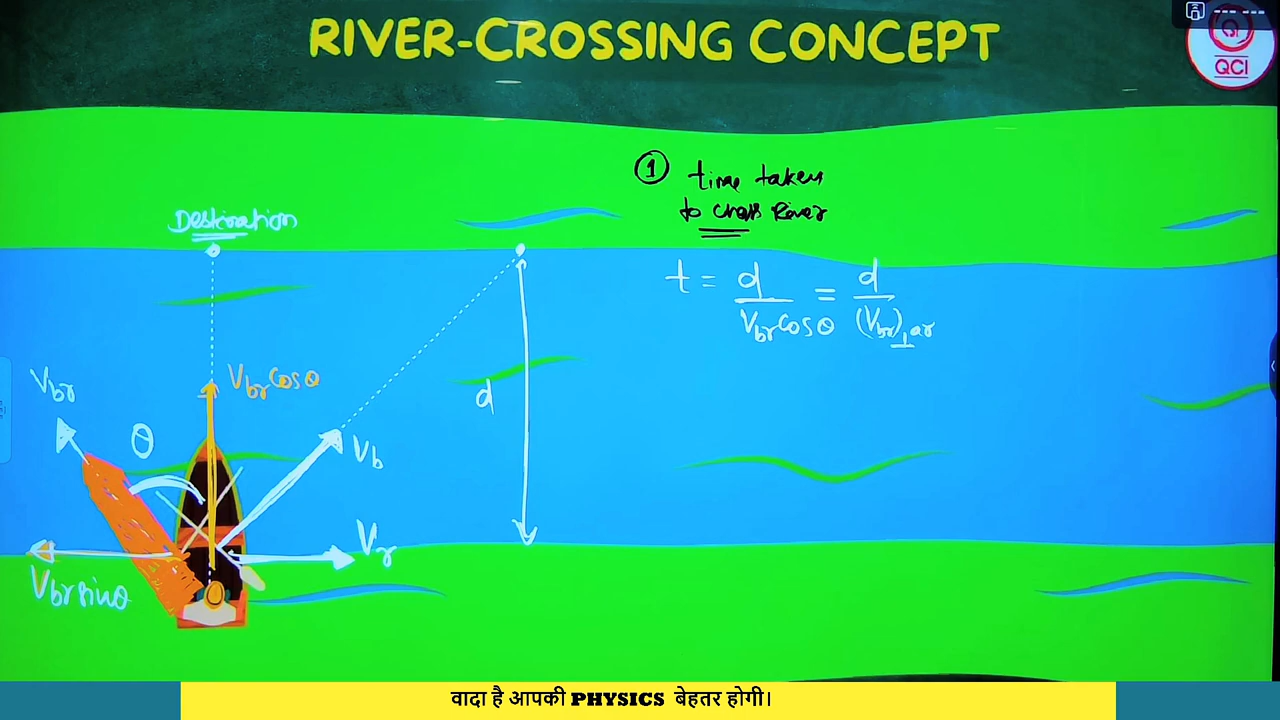 RIVER-CROSSING CONCEPT
QCI
① time taken
to cross River
Destination
t = d / Vbr cosθ = d / (Vbr)⊥ar
Vbr cosθ
Vbr
θ
d
Vb
Vr
Vbr sinθ
वादा है आपकी PHYSICS बेहतर होगी।